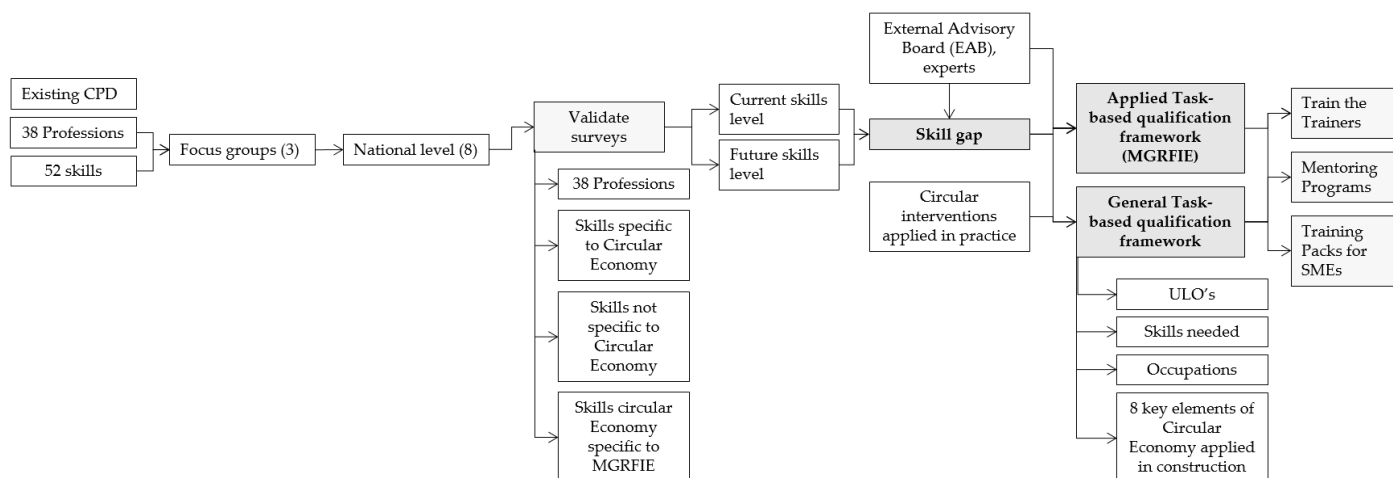 Existing CPD
38 Professions
52 skills
Focus groups (3)
National level (8)
Validate
surveys
38 Professions
Skills specific
to Circular
Economy
Skills not
specific to
Circular
Economy
Skills circular
Economy
specific to
MGRFIE
Current skills
level
Future skills
level
External Advisory
Board (EAB),
experts
Skill gap
Circular
interventions
applied in practice
Applied Task-
based qualification
framework
(MGRFIE)
General Task-
based qualification
framework
ULO’s
Skills needed
Occupations
8 key elements of
Circular
Economy applied
in construction
Train the
Trainers
Mentoring
Programs
Training
Packs for
SMEs